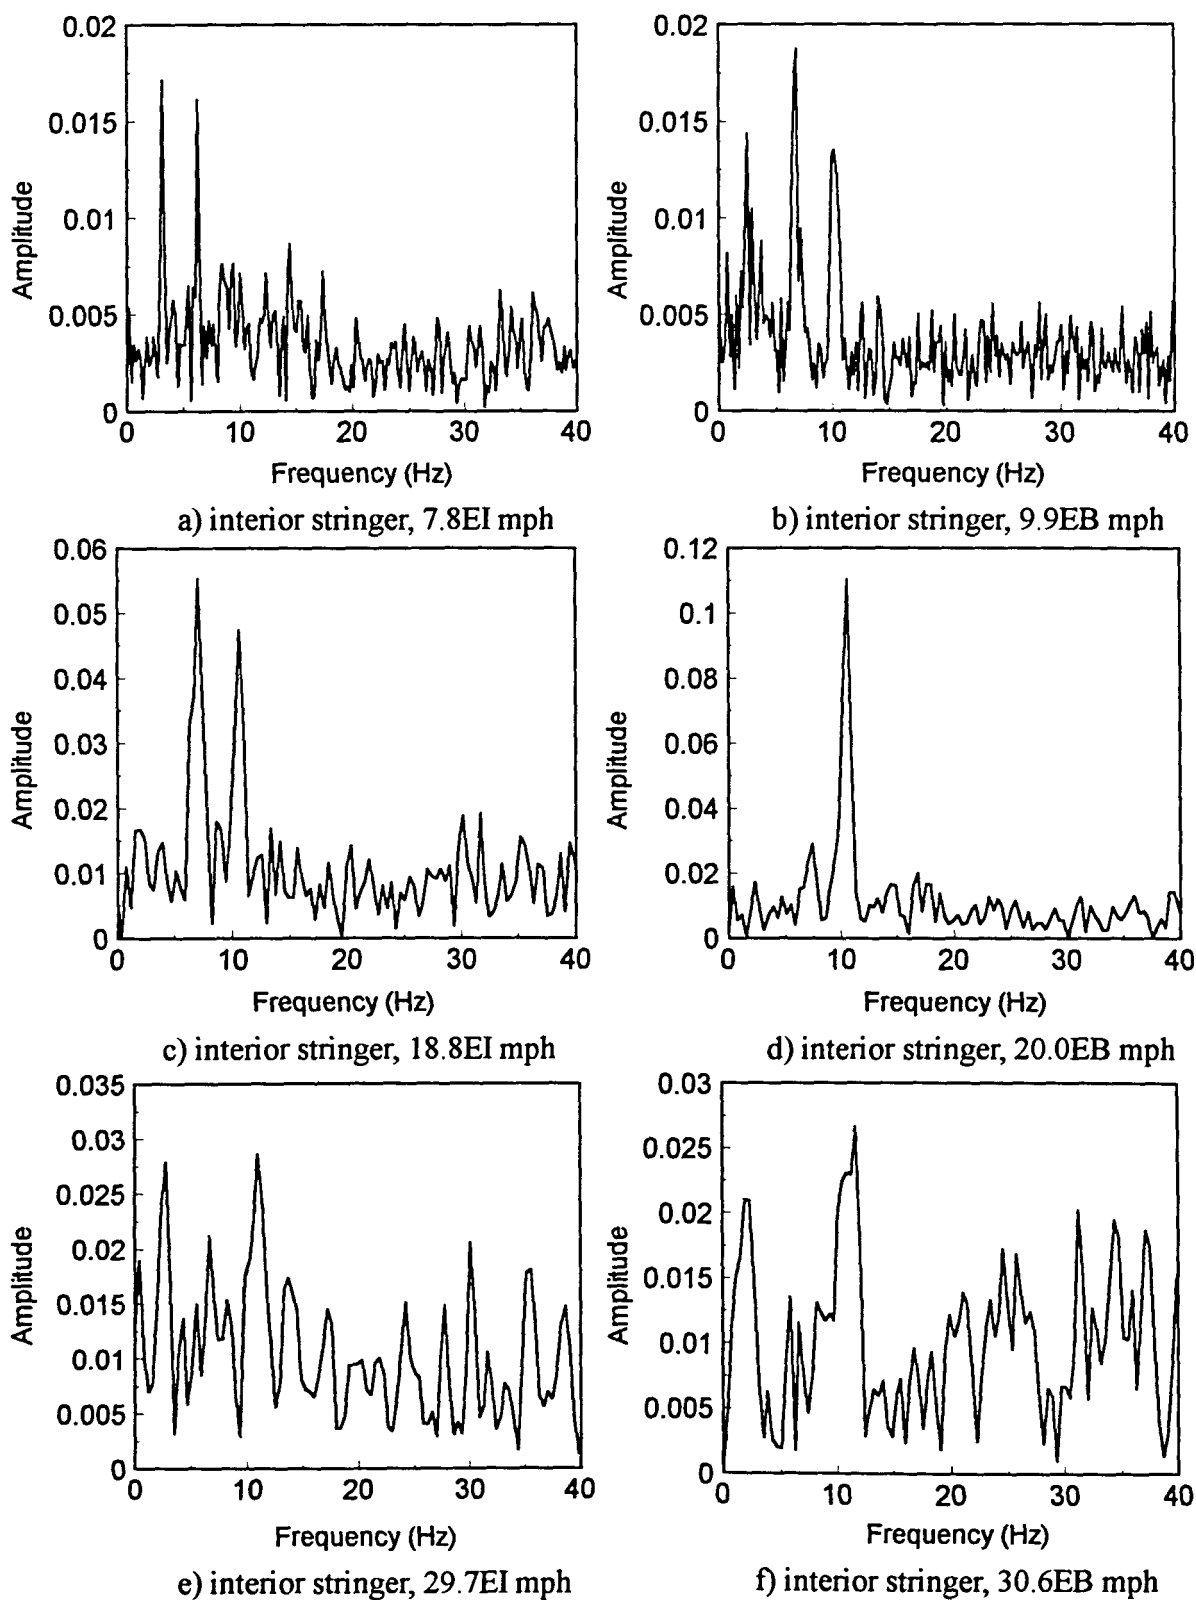 0.02
0.015
0.01
0.005
0
Amplitude
0 10 20 30 40
Frequency (Hz)
a) interior stringer, 7.8EI mph
0.02
0.015
0.01
0.005
0
Amplitude
0 10 20 30 40
Frequency (Hz)
b) interior stringer, 9.9EB mph
0.06
0.05
0.04
0.03
0.02
0.01
0
Amplitude
0 10 20 30 40
Frequency (Hz)
c) interior stringer, 18.8EI mph
0.12
0.1
0.08
0.06
0.04
0.02
0
Amplitude
0 10 20 30 40
Frequency (Hz)
d) interior stringer, 20.0EB mph
0.035
0.03
0.025
0.02
0.015
0.01
0.005
0
Amplitude
0 10 20 30 40
Frequency (Hz)
e) interior stringer, 29.7EI mph
0.03
0.025
0.02
0.015
0.01
0.005
0
Amplitude
0 10 20 30 40
Frequency (Hz)
f) interior stringer, 30.6EB mph